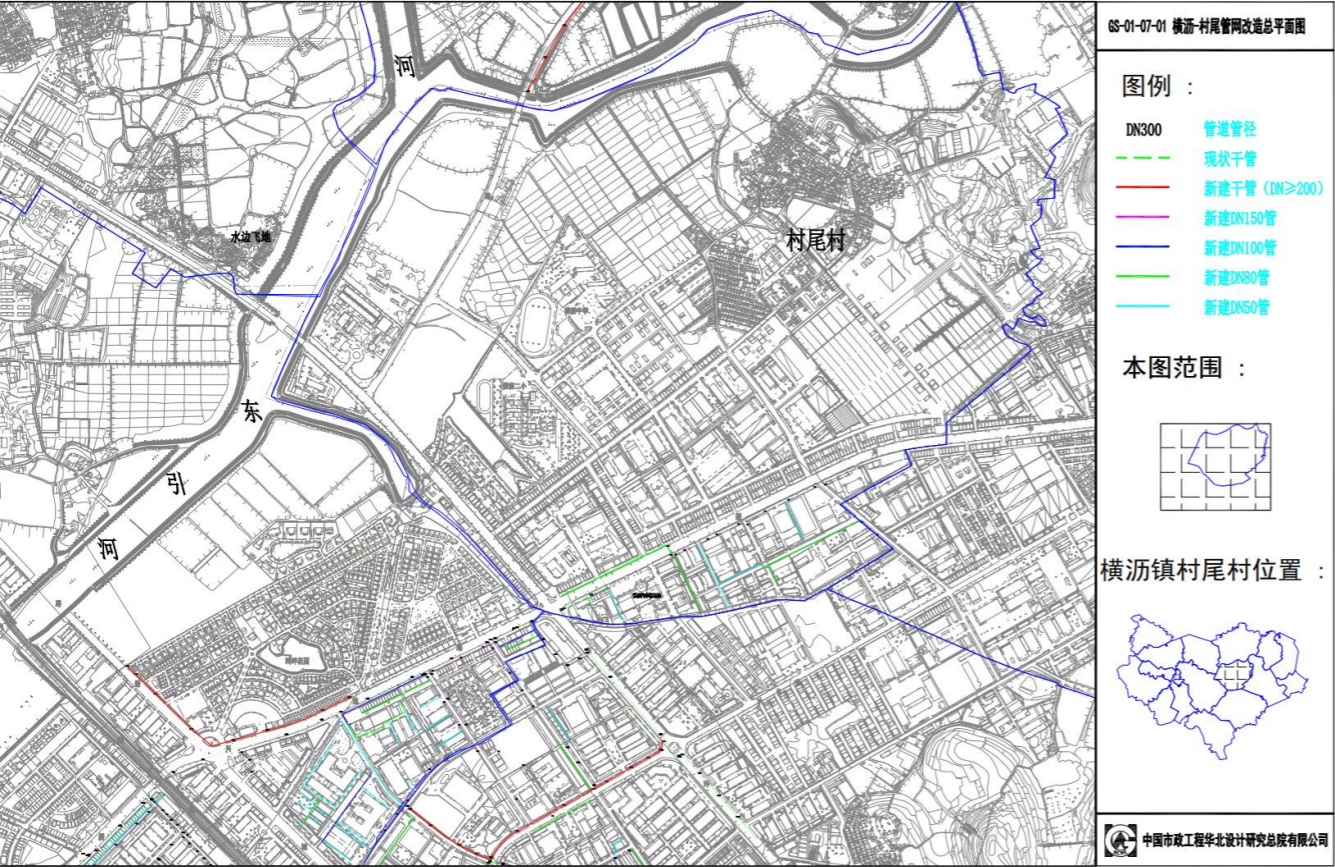 GS-01-07-01 横沥-村尾管网改造总平面图
图例：
DN300 管道管径
现状干管
新建干管（DN≥200）
新建DN150管
新建DN100管
新建DN80管
新建DN50管
本图范围：
横沥镇村尾村位置：
中国市政工程华北设计研究总院有限公司
河
水边飞地
村尾村
东
引
河